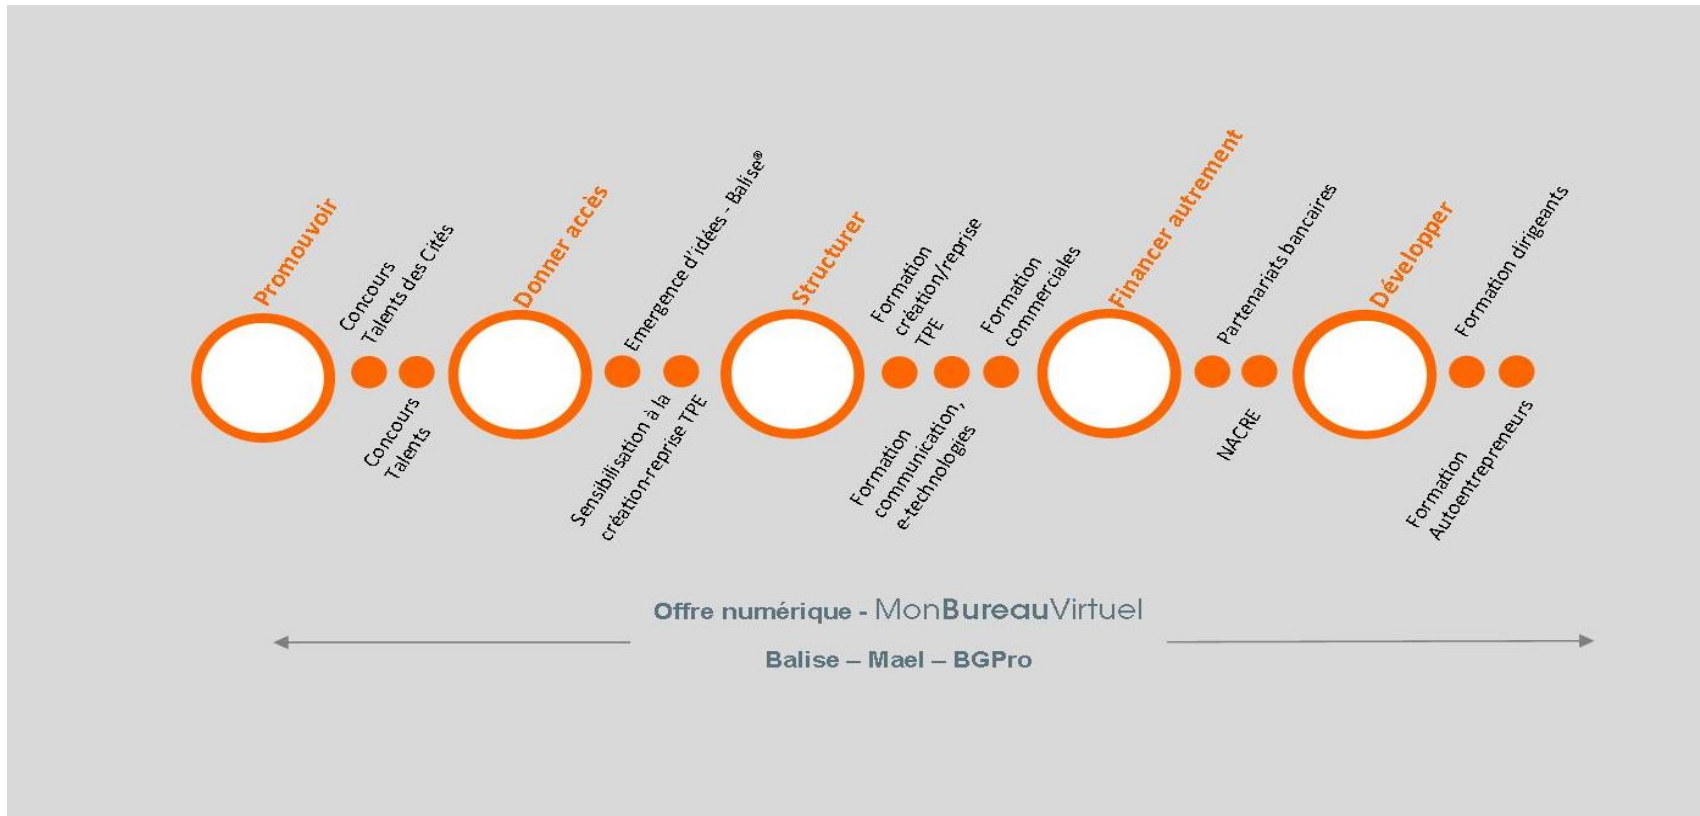 Promouvoir
Concours
Talents des Cités
Concours
Talents
Donner accès
Emergence d'idées - Balise®
Sensibilisation à la
création-reprise TPE
Structurer
Formation
création/reprise
TPE
Formation
communication,
e-technologies
Formation
commerciales
Financer autrement
Partenariats bancaires
NACRE
Développer
Formation dirigeants
Formation
Autoentrepreneurs
Offre numérique - MonBureauVirtuel
Balise – Mael – BGPro